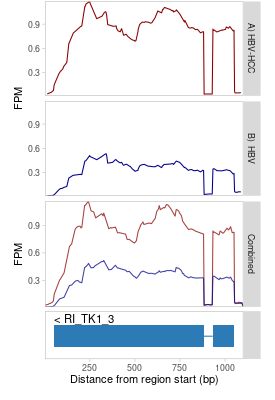 0.9
0.6
0.3
A) HBV-HCC
FPM
0.9
0.6
0.3
B) HBV
0.9
0.6
0.3
FPM
Combined
< RI_TK1_3
250 500 750 1000
Distance from region start (bp)